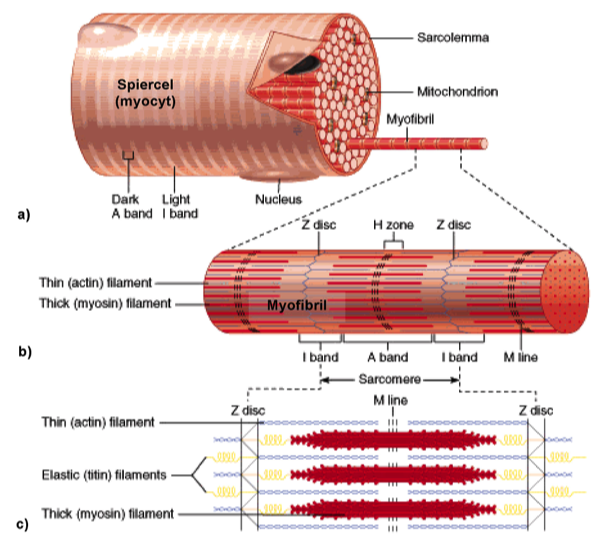 Sarcolemma
Spiercel
(myocyt)
Mitochondrion
Myofibril
Dark
A band
Light
I band
Nucleus
a)
Z disc
H zone
Z disc
Thin (actin) filament
Thick (myosin) filament
Myofibril
b)
I band
A band
I band
M line
Sarcomere
Z disc
M line
Z disc
Thin (actin) filament
Elastic (titin) filaments
Thick (myosin) filament
c)